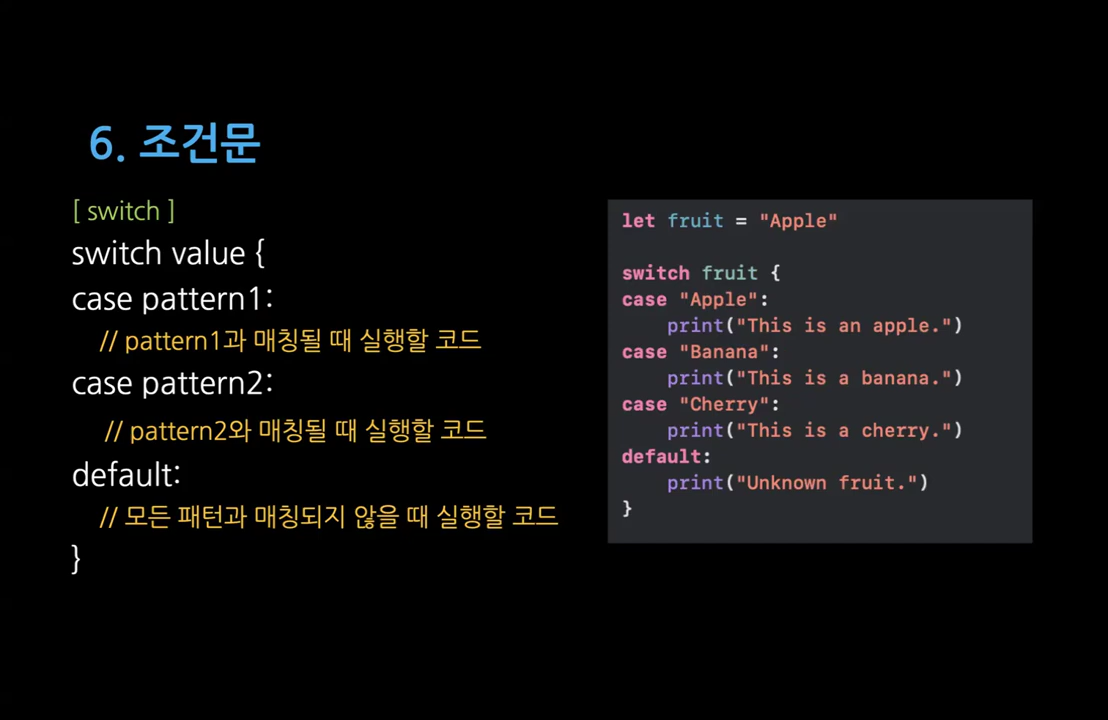 6. 조건문
[ switch ]
switch value {
case pattern1:
// pattern1과 매칭될 때 실행할 코드
case pattern2:
// pattern2와 매칭될 때 실행할 코드
default:
// 모든 패턴과 매칭되지 않을 때 실행할 코드
}
let fruit = "Apple"
switch fruit {
case "Apple":
print("This is an apple.")
case "Banana":
print("This is a banana.")
case "Cherry":
print("This is a cherry.")
default:
print("Unknown fruit.")
}